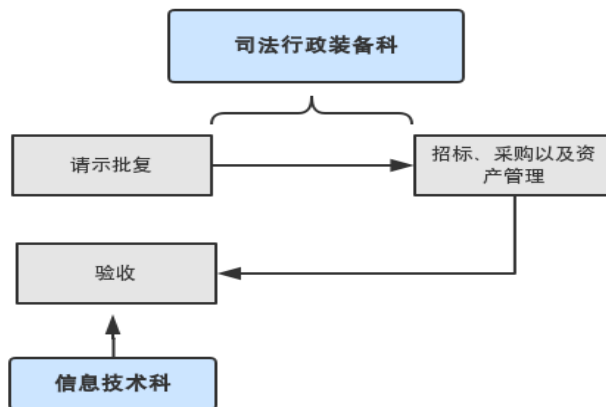 司法行政装备科
请示批复
招标、采购以及资
产管理
验收
信息技术科